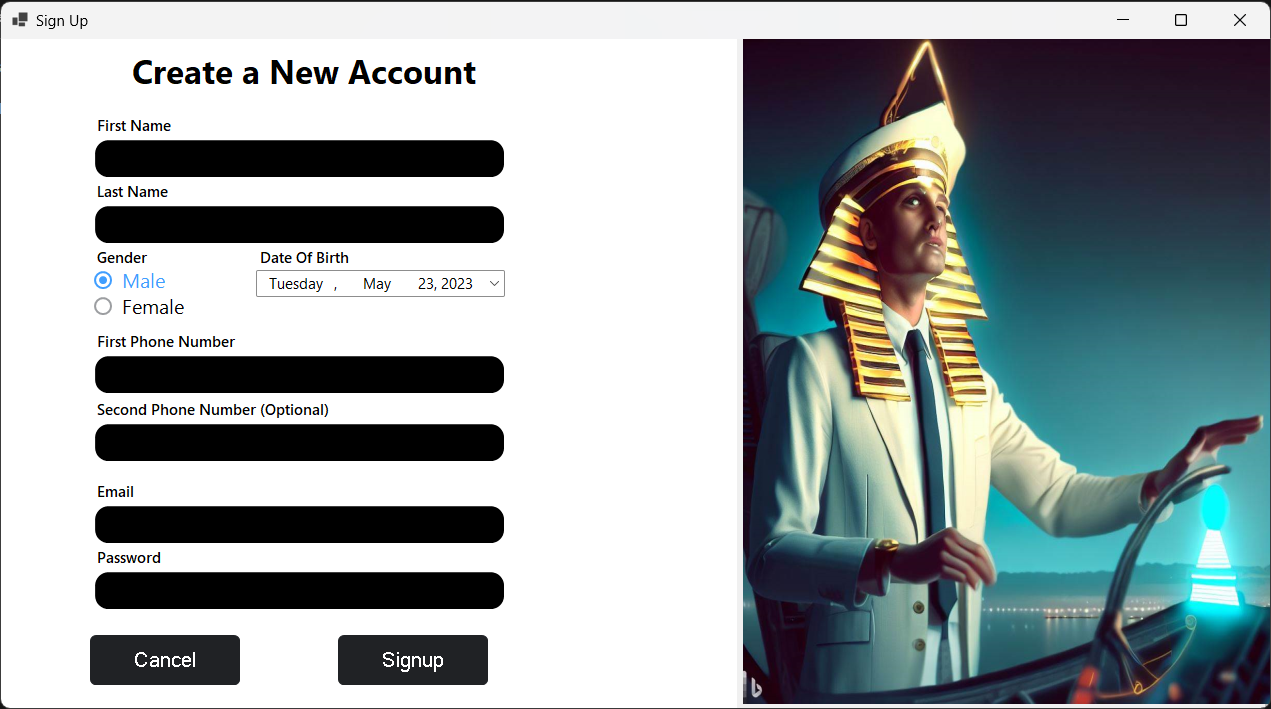 Sign Up
Create a New Account
First Name
Last Name
Gender Date Of Birth
Male Tuesday , May 23, 2023
Female
First Phone Number
Second Phone Number (Optional)
Email
Password
Cancel Signup